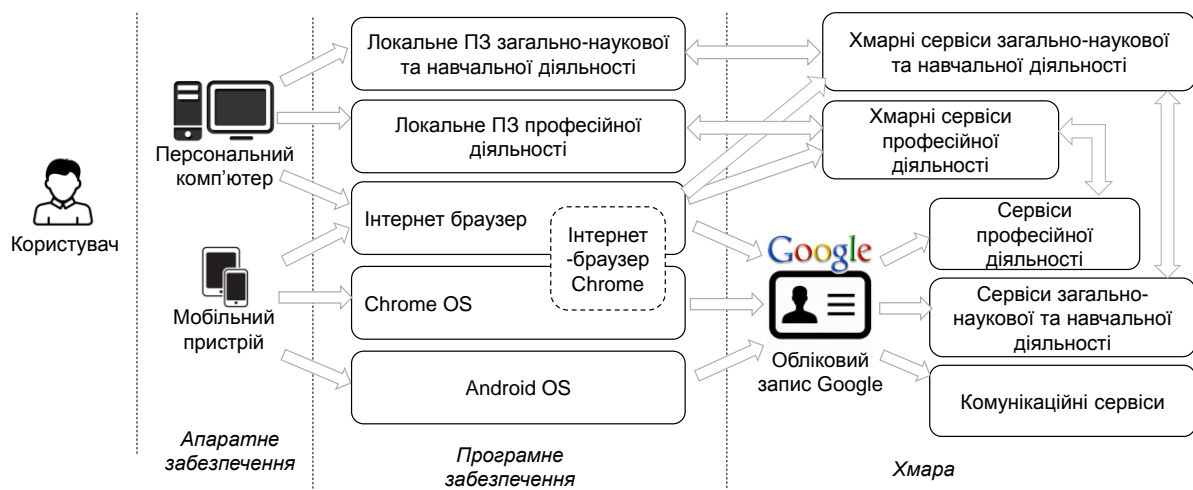 Користувач
Персональний
комп’ютер
Мобільний
пристрій
Апаратне
забезпечення
Локальне ПЗ загально-наукової
та навчальної діяльності
Локальне ПЗ професійної
діяльності
Інтернет браузер
Інтернет
-браузер
Chrome
Chrome OS
Android OS
Програмне
забезпечення
Хмарні сервіси загально-наукової
та навчальної діяльності
Хмарні сервіси
професійної
діяльності
Google
Обліковий
запис Google
Сервіси
професійної
діяльності
Сервіси загально-
наукової та навчальної
діяльності
Комунікаційні сервіси
Хмара